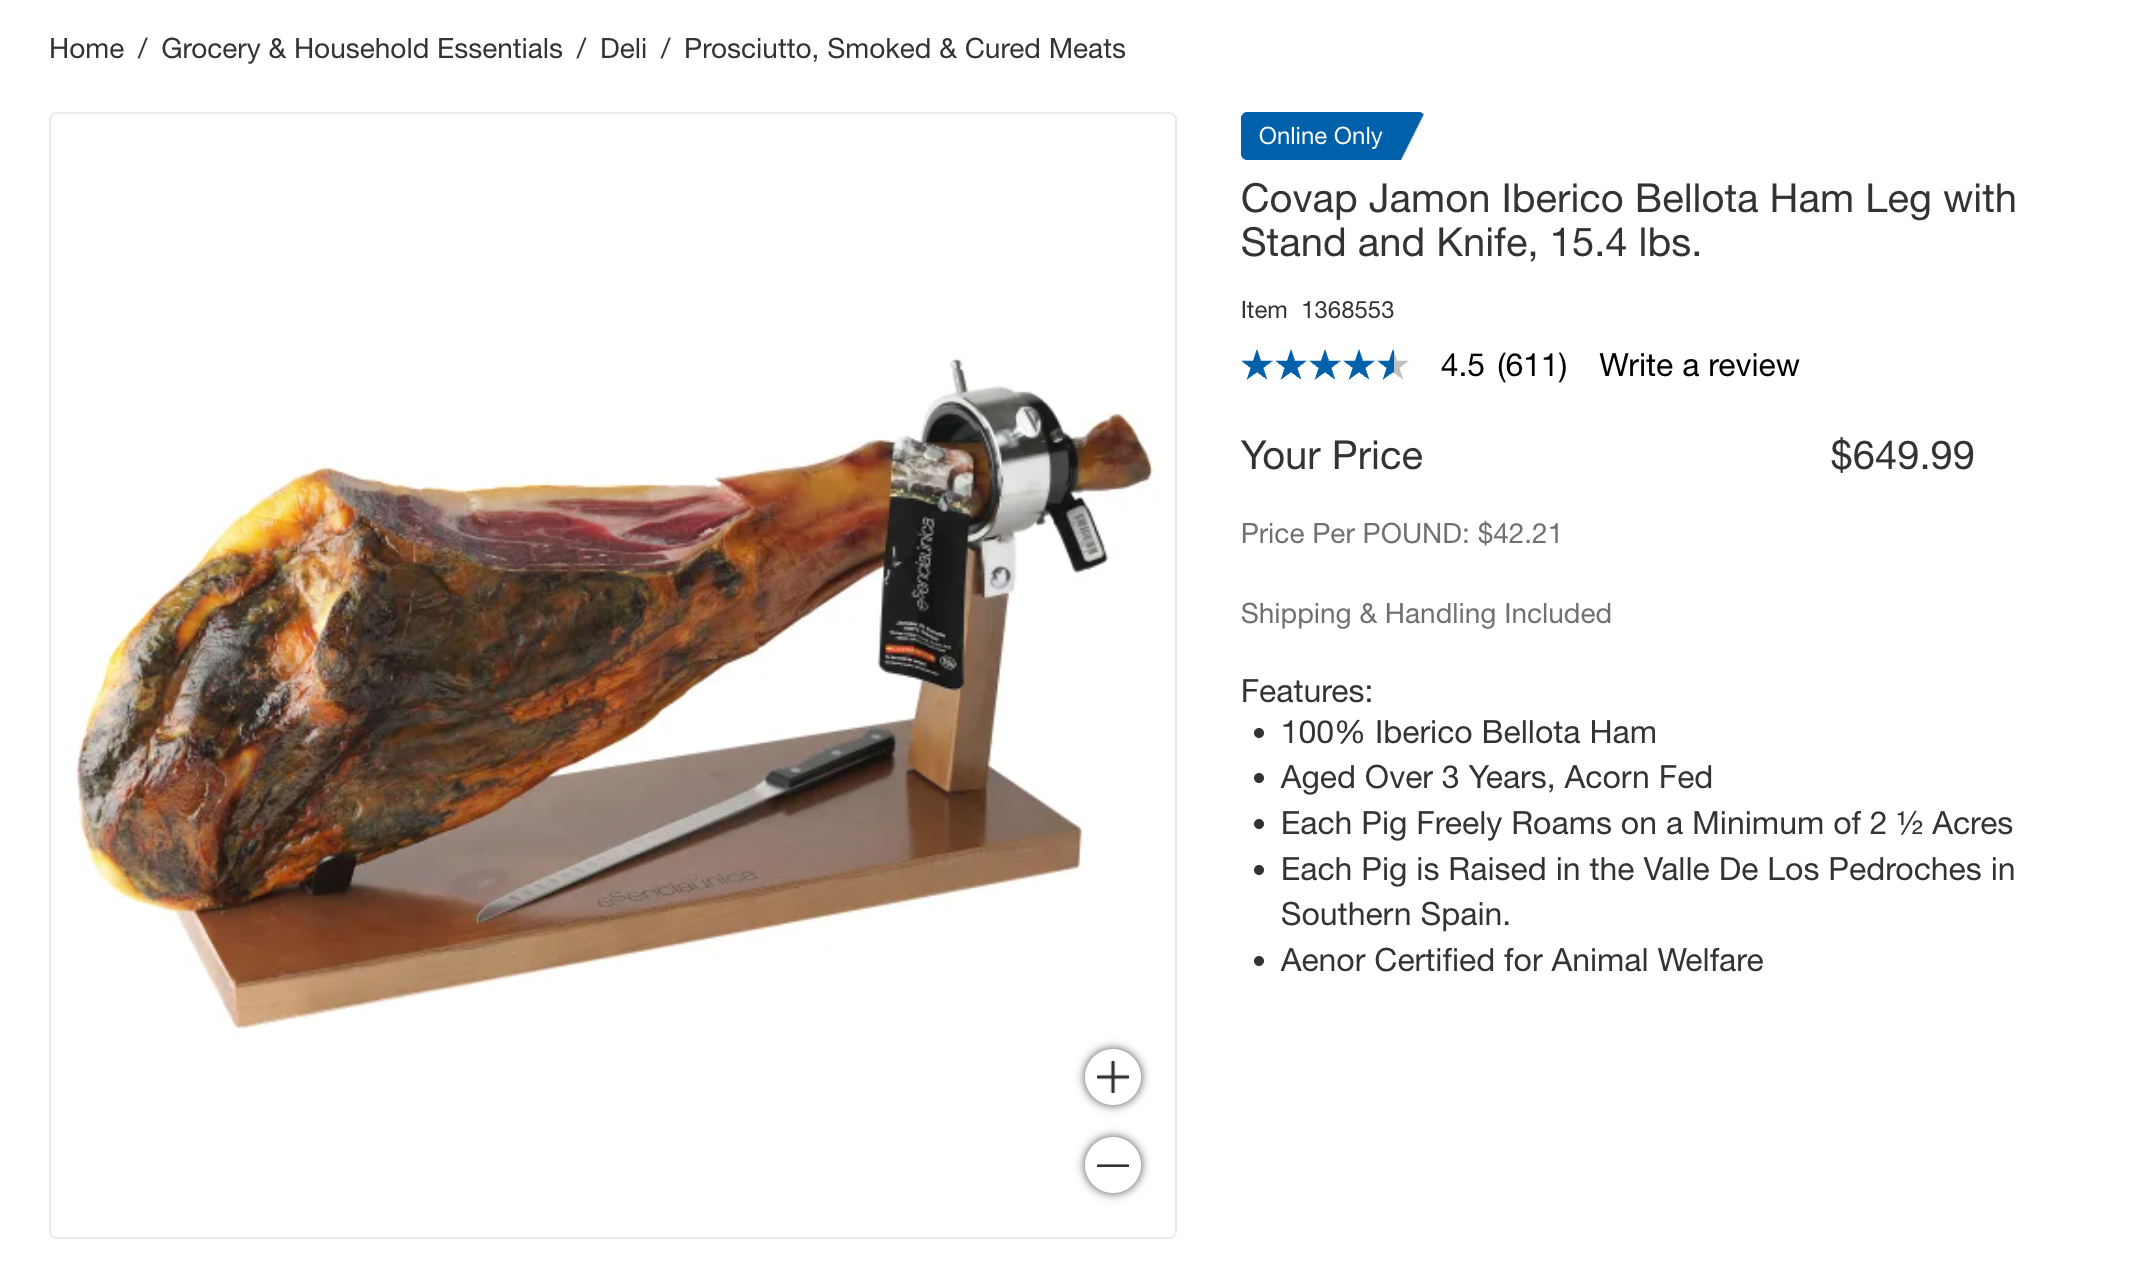 Home / Grocery & Household Essentials / Deli / Prosciutto, Smoked & Cured Meats
Online Only
Covap Jamon Iberico Bellota Ham Leg with
Stand and Knife, 15.4 lbs.
Item 1368553
4.5 (611) Write a review
Your Price $649.99
Price Per POUND: $42.21
Shipping & Handling Included
Features:
• 100% Iberico Bellota Ham
• Aged Over 3 Years, Acorn Fed
• Each Pig Freely Roams on a Minimum of 2 ½ Acres
• Each Pig is Raised in the Valle De Los Pedroches in
Southern Spain.
• Aenor Certified for Animal Welfare
esenciaúnica
esenciaúnica